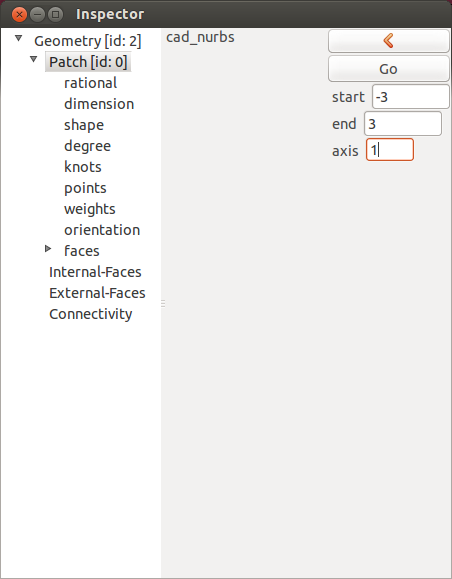 Inspector
Geometry [id: 2]
Patch [id: 0]
rational
dimension
shape
degree
knots
points
weights
orientation
faces
Internal-Faces
External-Faces
Connectivity
cad_nurbs
Go
start -3
end 3
axis 1